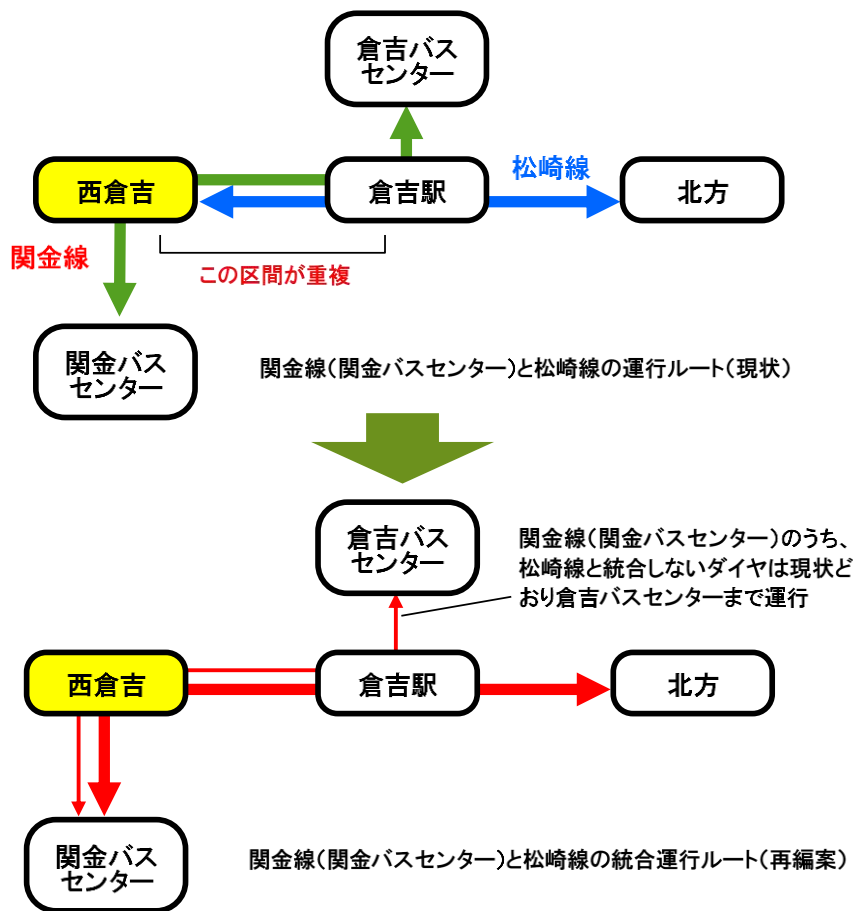 倉吉バス
センター
松崎線
西倉吉
倉吉駅
北方
関金線
この区間が重複
関金バス
センター
関金線(関金バスセンター)と松崎線の運行ルート(現状)
倉吉バス
センター
関金線(関金バスセンター)のうち、
松崎線と統合しないダイヤは現状ど
おり倉吉バスセンターまで運行
西倉吉
倉吉駅
北方
関金バス
センター
関金線(関金バスセンター)と松崎線の統合運行ルート(再編案)